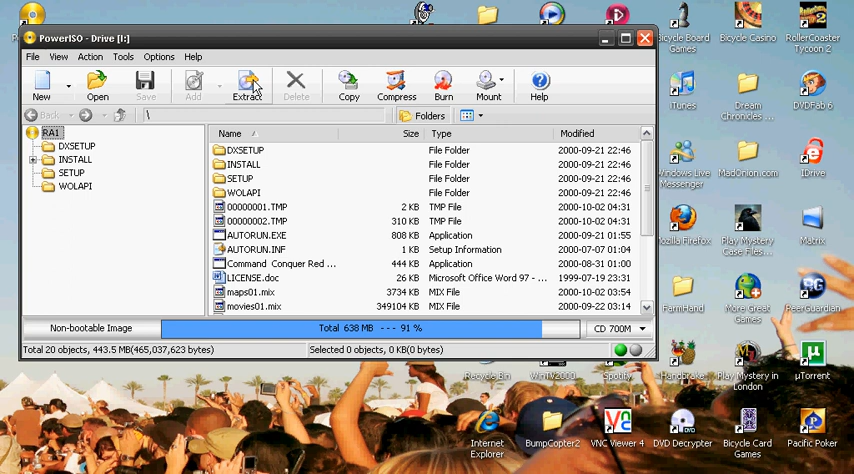 PowerISO - Drive [I:]
File View Action Tools Options Help
New Open Save Add Extract Delete Copy Compress Burn Mount Help
Back \ Folders
RA1
DXSETUP
INSTALL
SETUP
WOLAPI
Name Size Type Modified
DXSETUP File Folder 2000-09-21 22:46
INSTALL File Folder 2000-09-21 22:46
SETUP File Folder 2000-09-21 22:46
WOLAPI File Folder 2000-09-21 22:46
00000001.TMP 2 KB TMP File 2000-10-02 04:31
00000002.TMP 310 KB TMP File 2000-10-02 04:31
AUTORUN.EXE 808 KB Application 2000-09-21 01:55
AUTORUN.INF 1 KB Setup Information 2000-07-07 01:04
Command Conquer Red ... 444 KB Application 2000-08-31 01:00
LICENSE.doc 26 KB Microsoft Office Word 97 - ... 1999-07-19 23:31
maps01.mix 3734 KB MIX File 2000-10-02 03:54
movies01.mix 349104 KB MIX File 2000-09-22 03:14
Non-bootable Image Total 638 MB --- 91 % CD 700M
Total 20 objects, 443.5 MB(465,037,623 bytes) Selected 0 objects, 0 KB(0 bytes)
Bicycle Board Games
Bicycle Casino
RollerCoaster Tycoon 2
iTunes
Dream Chronicles ...
DVDFab 6
Windows Live Messenger
MadOnion.com
IDrive
Mozilla Firefox
Play Mystery Case Files...
Matrix
FarmHand
More Great Games
PeerGuardian
Recycle Bin
WinTV2000
Spotify
Handbrake
Play Mystery in London
µTorrent
Internet Explorer
BumpCopter2
VNC Viewer 4
DVD Decrypter
Bicycle Card Games
Pacific Poker